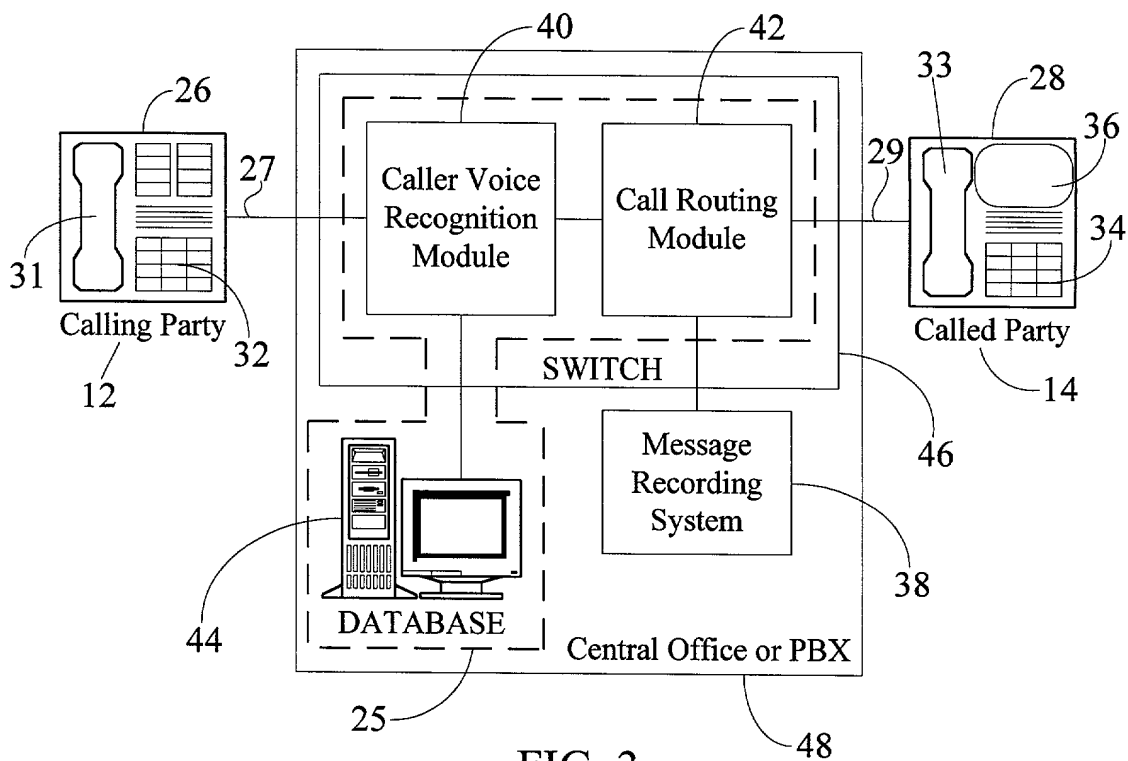 40
42
33
26
28
36
27
29
Caller Voice
Recognition
Module
Call Routing
Module
31
34
Calling Party
32
Called Party
12
SWITCH
14
46
Message
Recording
System
38
44
DATABASE
Central Office or PBX
25
48